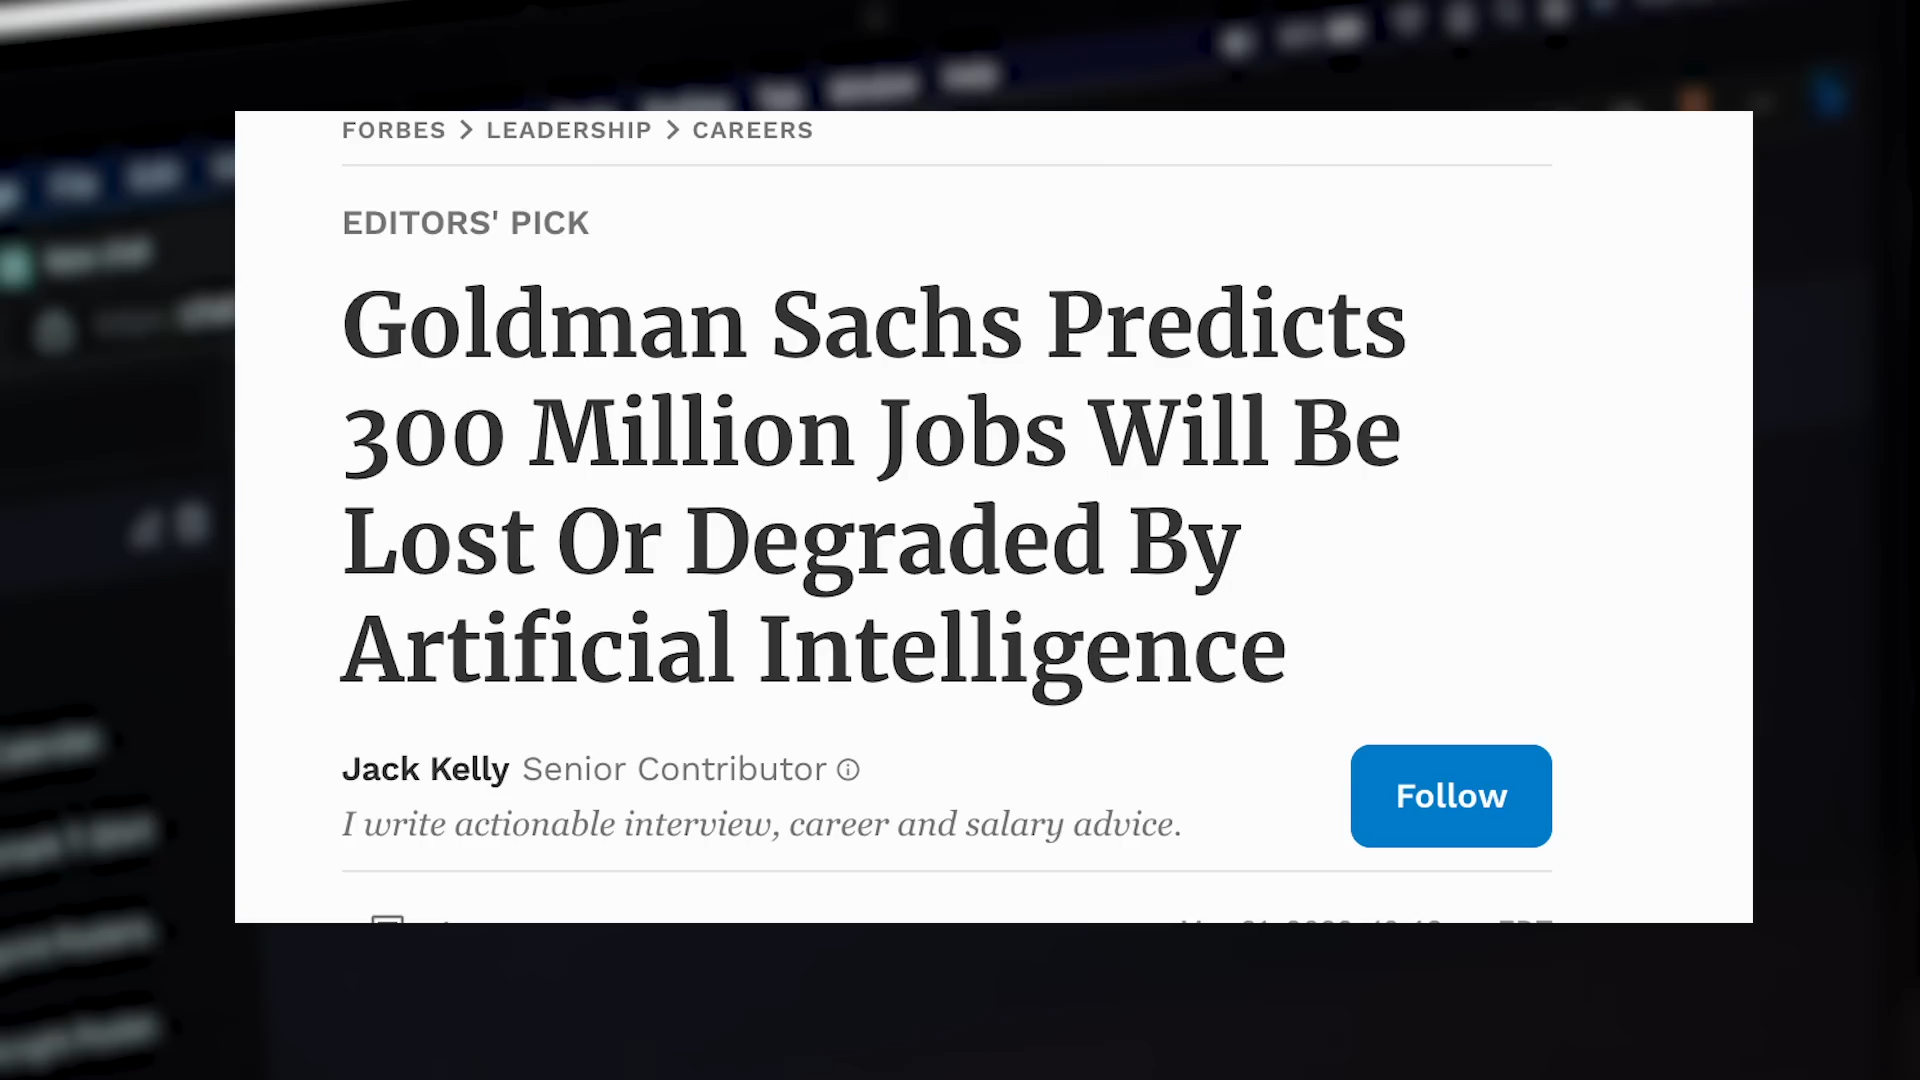 FORBES > LEADERSHIP > CAREERS
EDITORS' PICK
Goldman Sachs Predicts
300 Million Jobs Will Be
Lost Or Degraded By
Artificial Intelligence
Jack Kelly Senior Contributor
I write actionable interview, career and salary advice.
Follow